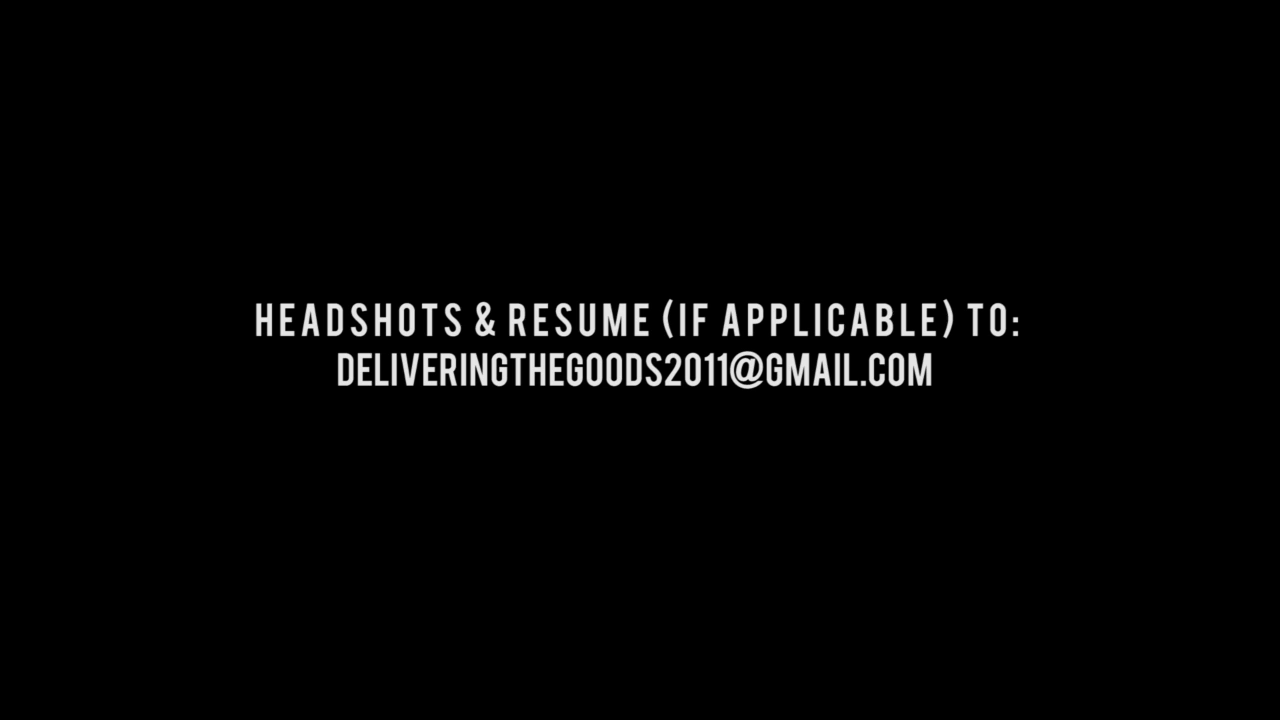 HEADSHOTS & RESUME (IF APPLICABLE) TO:
DELIVERINGTHEGOODS2011@GMAIL.COM